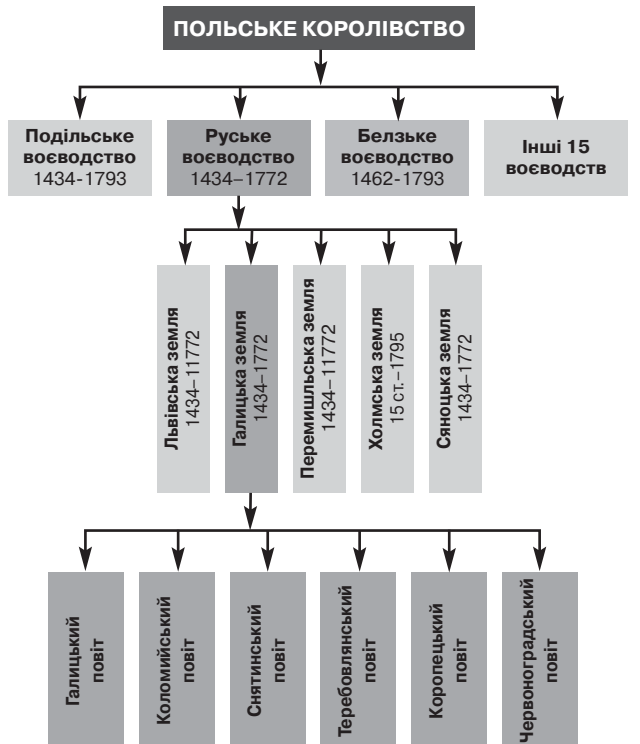 ПОЛЬСЬКЕ КОРОЛІВСТВО
Подільське
воєводство
1434-1793
Руське
воєводство
1434–1772
Белзьке
воєводство
1462-1793
Інші 15
воєводств
Львівська земля
1434–11772
Галицька земля
1434–1772
Перемишльська земля
1434–11772
Холмська земля
15 ст.–1795
Сяноцька земля
1434–1772
Галицький
повіт
Коломийський
повіт
Снятинський
повіт
Теребовлянський
повіт
Коропецький
повіт
Червоноградський
повіт